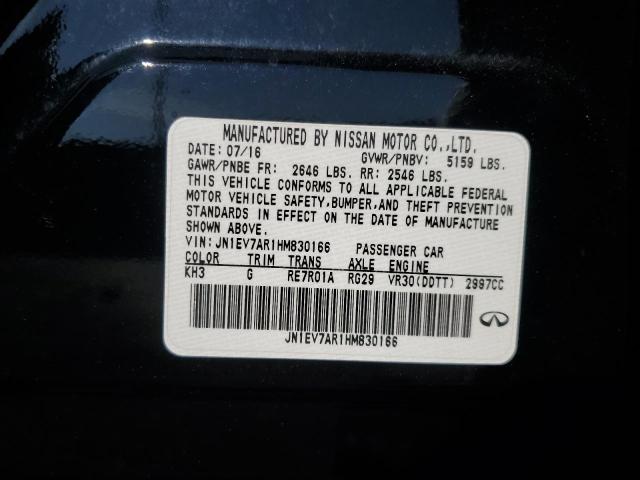 MANUFACTURED BY NISSAN MOTOR CO.,LTD.
DATE: 07/16 GVWR/PNBV: 5159 LBS.
GAWR/PNBE FR: 2646 LBS. RR: 2546 LBS.
THIS VEHICLE CONFORMS TO ALL APPLICABLE FEDERAL
MOTOR VEHICLE SAFETY,BUMPER,AND THEFT PREVENTION
STANDARDS IN EFFECT ON THE DATE OF MANUFACTURE
SHOWN ABOVE.
VIN: JN1EV7AR1HM830166 PASSENGER CAR
COLOR TRIM TRANS AXLE ENGINE
KH3 G RE7R01A RG29 VR30(DDTT) 2997CC
JN1EV7AR1HM830166